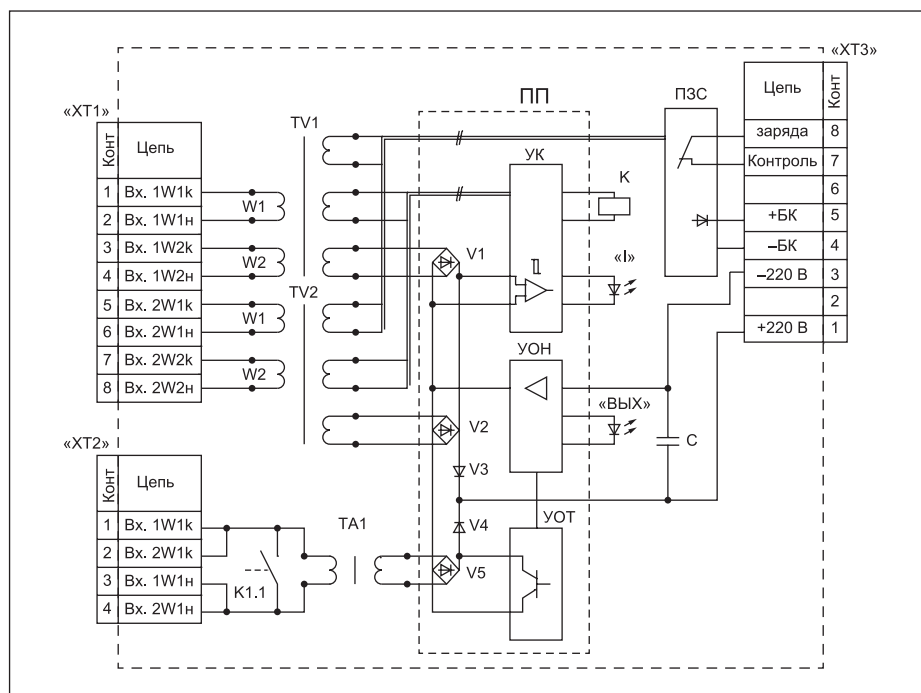 «ХТ3»
Цепь
Конт
заряда 8
Контроль 7
6
+БК 5
–БК 4
–220 В 3
2
+220 В 1
ПЗС
ПП
«ХТ1»
Конт
Цепь
1 Вх. 1W1k
2 Вх. 1W1н
3 Вх. 1W2k
4 Вх. 1W2н
5 Вх. 2W1k
6 Вх. 2W1н
7 Вх. 2W2k
8 Вх. 2W2н
TV1
W1
W2
TV2
W1
W2
УК
K
V1
«I»
УОН
«ВЫХ»
V2
C
V3
V4
УОТ
V5
«ХТ2»
Конт
Цепь
1 Вх. 1W1k
2 Вх. 2W1k
3 Вх. 1W1н
4 Вх. 2W1н
K1.1
TA1